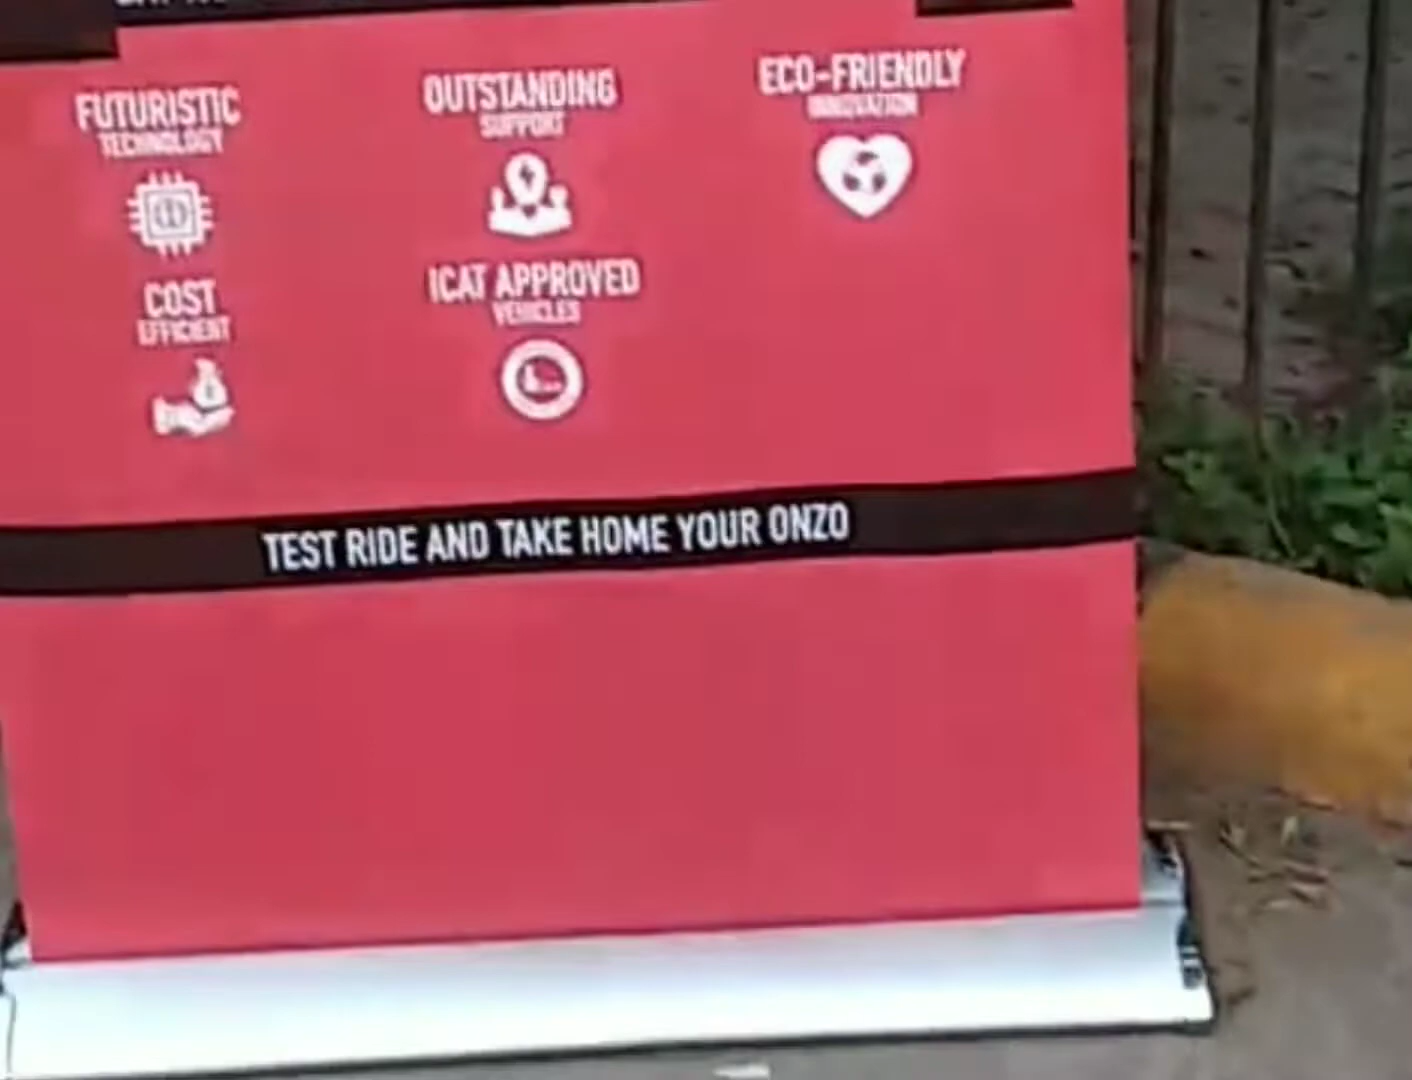 FUTURISTIC
TECHNOLOGY
OUTSTANDING
SUPPORT
ECO-FRIENDLY
INNOVATION
COST
EFFICIENT
ICAT APPROVED
VEHICLES
TEST RIDE AND TAKE HOME YOUR ONZO